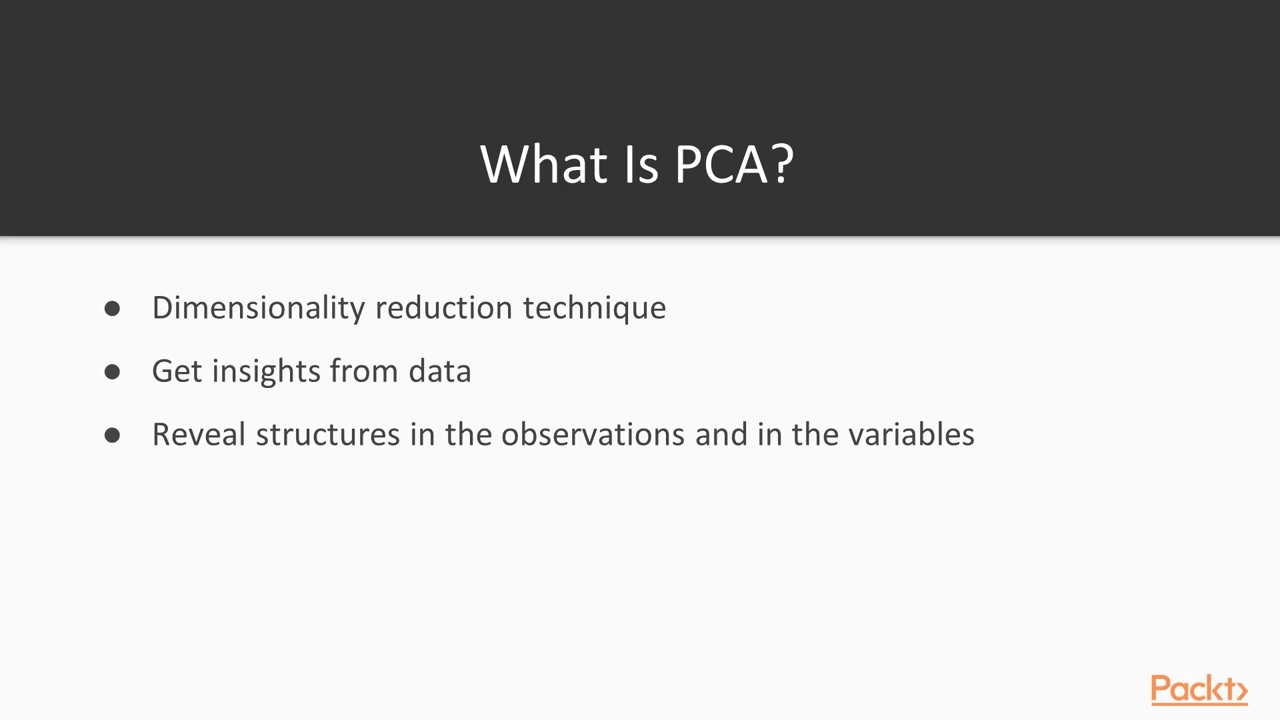 What Is PCA?
● Dimensionality reduction technique
● Get insights from data
● Reveal structures in the observations and in the variables
Packt>